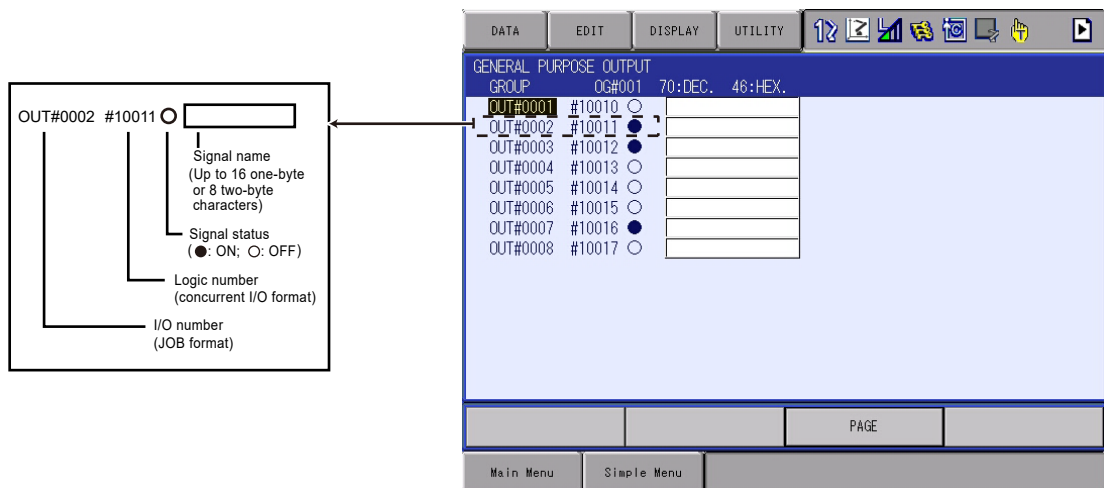 OUT#0002 #10011
Signal name
(Up to 16 one-byte
or 8 two-byte
characters)
Signal status
(●: ON; ○: OFF)
Logic number
(concurrent I/O format)
I/O number
(JOB format)
DATA EDIT DISPLAY UTILITY
GENERAL PURPOSE OUTPUT
GROUP OG#001 70:DEC. 46:HEX.
OUT#0001 #10010 ○
OUT#0002 #10011 ●
OUT#0003 #10012 ●
OUT#0004 #10013 ○
OUT#0005 #10014 ○
OUT#0006 #10015 ○
OUT#0007 #10016 ●
OUT#0008 #10017 ○
PAGE
Main Menu Simple Menu